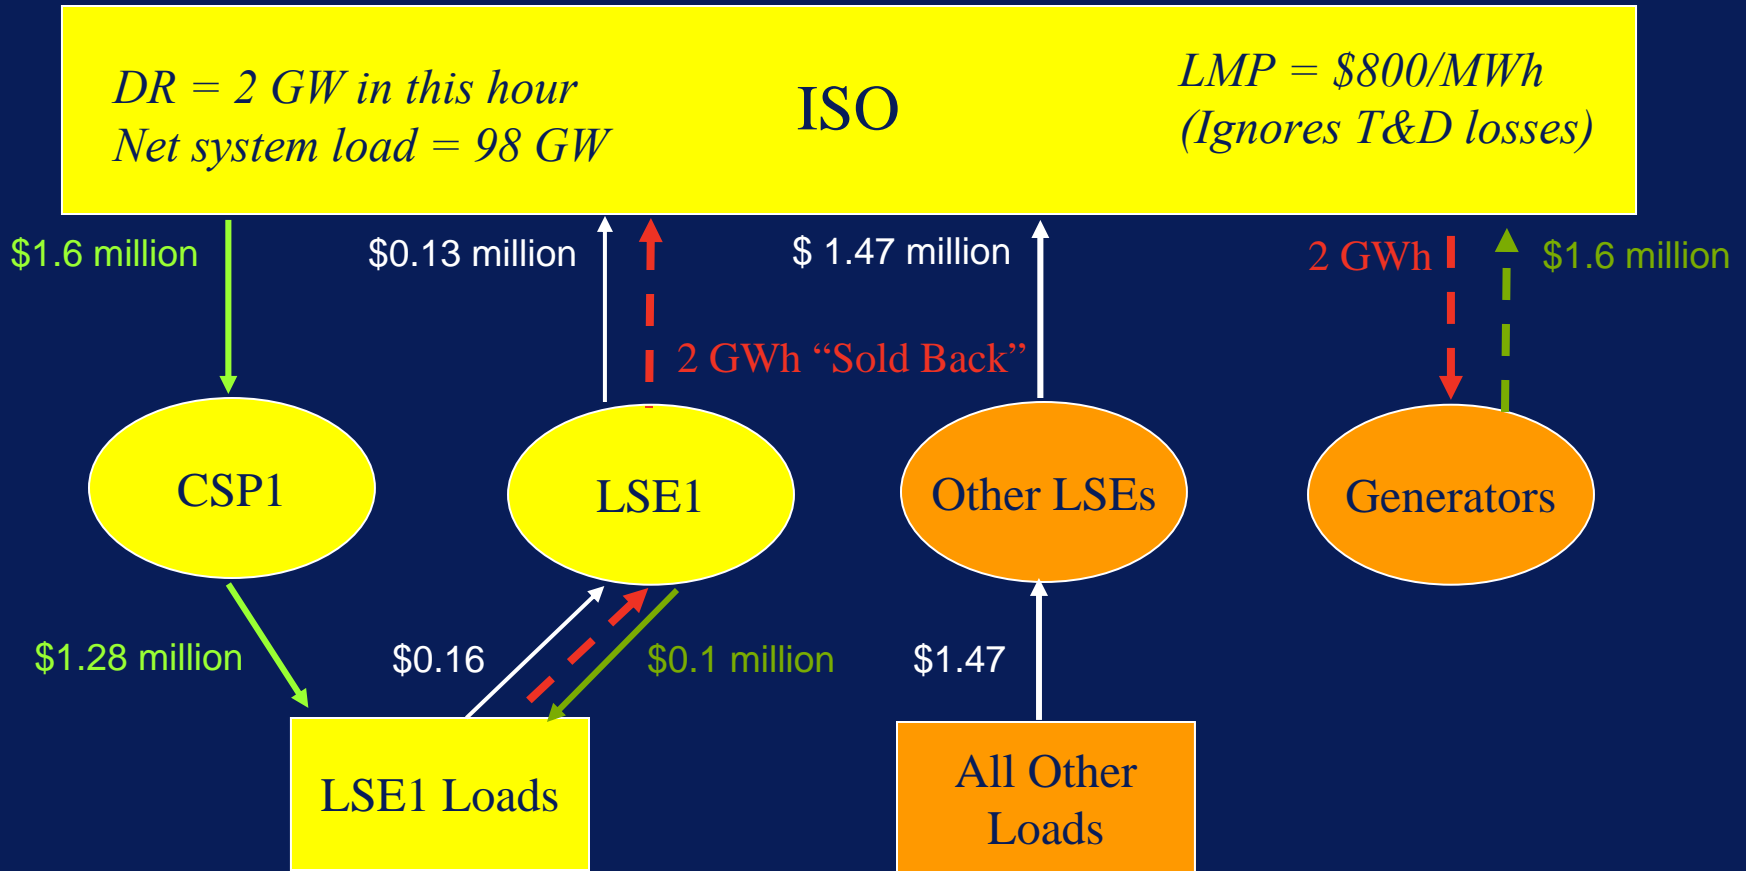 DR = 2 GW in this hour
Net system load = 98 GW
ISO
LMP = $800/MWh
(Ignores T&D losses)
$1.6 million
$0.13 million
$ 1.47 million
2 GWh
$1.6 million
2 GWh “Sold Back”
CSP1
LSE1
Other LSEs
Generators
$1.28 million
$0.16
$0.1 million
$1.47
LSE1 Loads
All Other
Loads